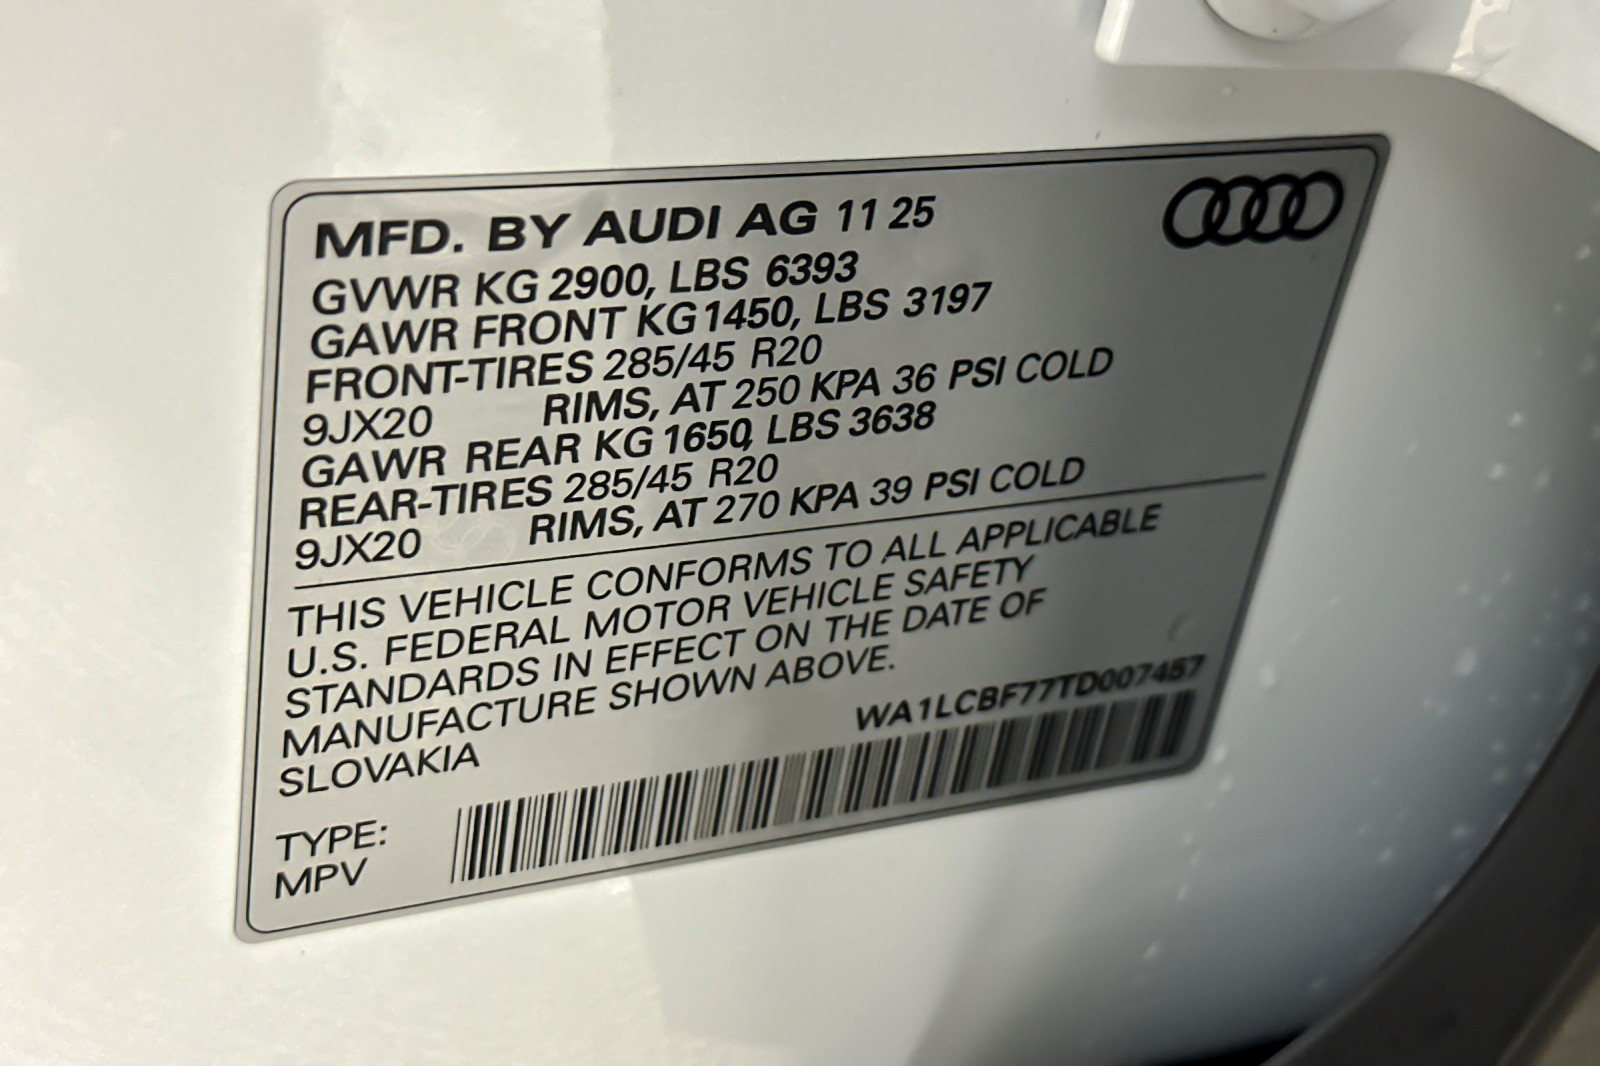 MFD. BY AUDI AG 11 25
GVWR KG 2900, LBS 6393
GAWR FRONT KG 1450, LBS 3197
FRONT-TIRES 285/45 R20
9JX20 RIMS, AT 250 KPA 36 PSI COLD
GAWR REAR KG 1650, LBS 3638
REAR-TIRES 285/45 R20
9JX20 RIMS, AT 270 KPA 39 PSI COLD
THIS VEHICLE CONFORMS TO ALL APPLICABLE
U.S. FEDERAL MOTOR VEHICLE SAFETY
STANDARDS IN EFFECT ON THE DATE OF
MANUFACTURE SHOWN ABOVE.
SLOVAKIA
WA1LCBF77TD007457
TYPE:
MPV